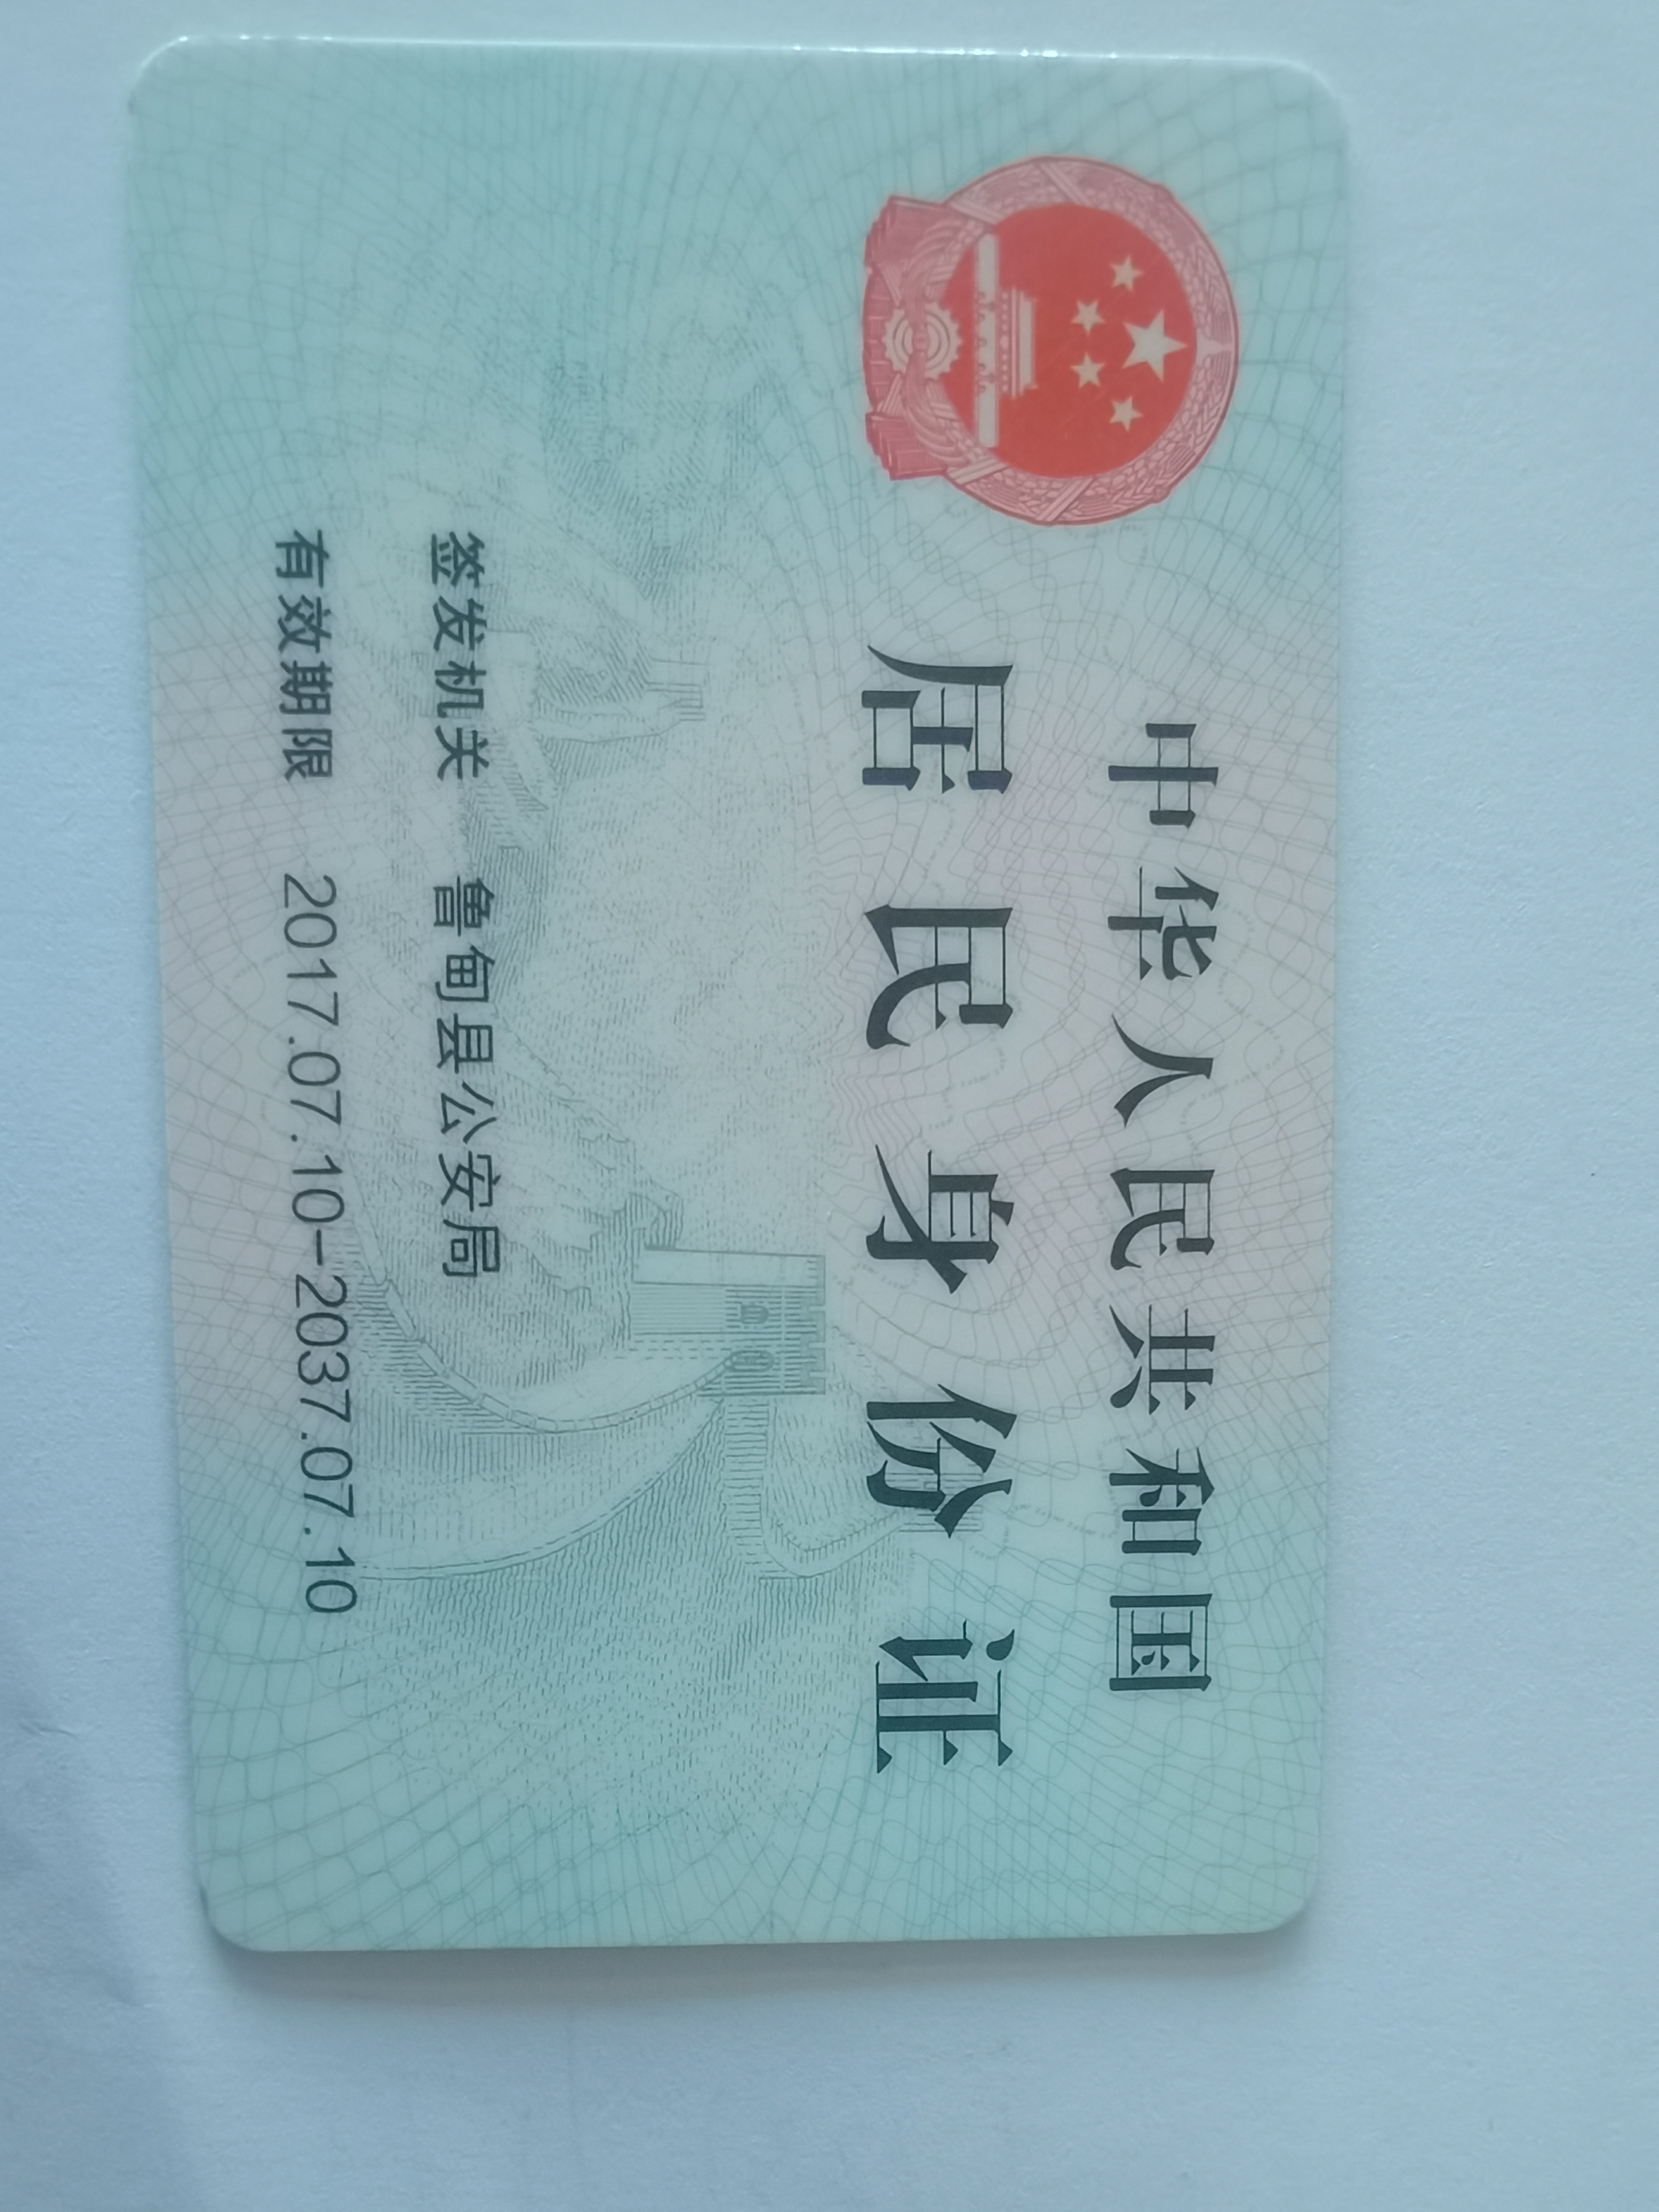 中华人民共和国
居民身份证
签发机关 鲁甸县公安局
有效期限 2017.07.10-2037.07.10